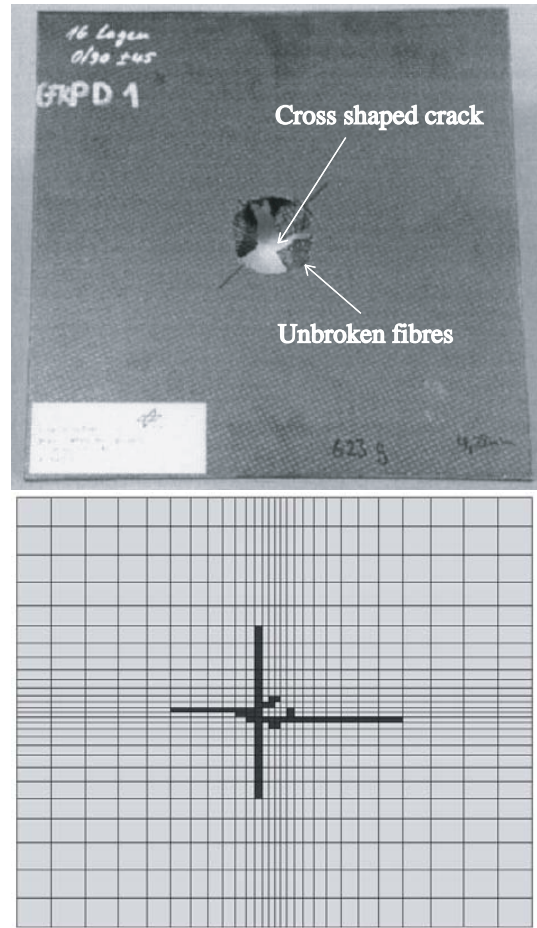 16 Lagen
0/90 ±45
GFKPD 1
Cross shaped crack
Unbroken fibres
623 g